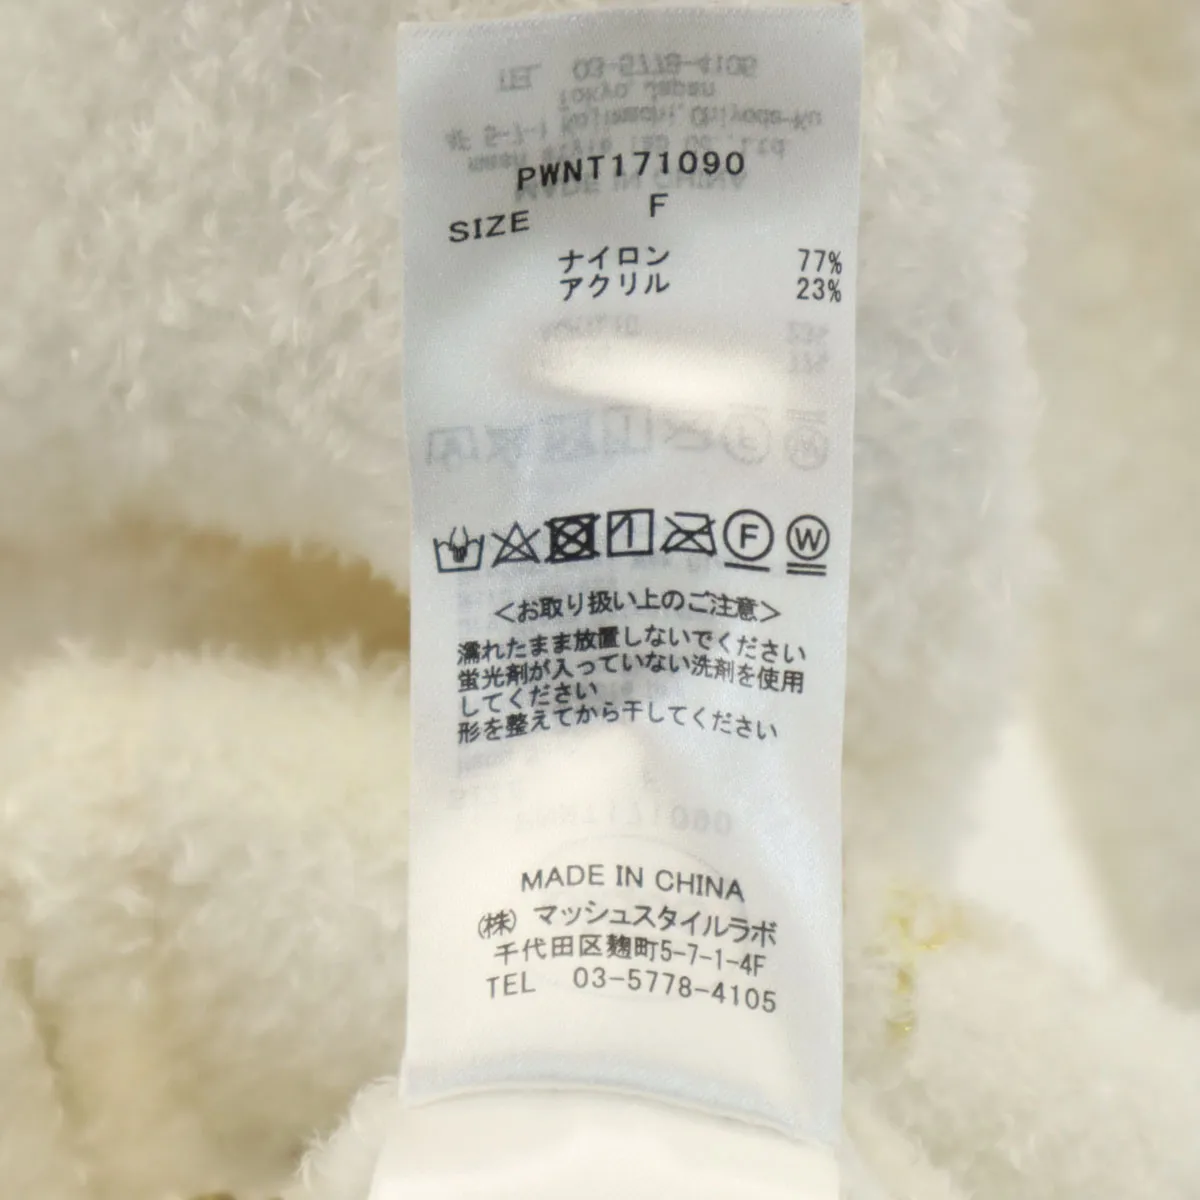 PWNT171090
SIZE F
ナイロン 77%
アクリル 23%
F W
<お取り扱い上のご注意>
濡れたまま放置しないでください
蛍光剤が入っていない洗剤を使用
してください
形を整えてから干してください
MADE IN CHINA
(株) マッシュスタイルラボ
千代田区麹町5-7-1-4F
TEL 03-5778-4105